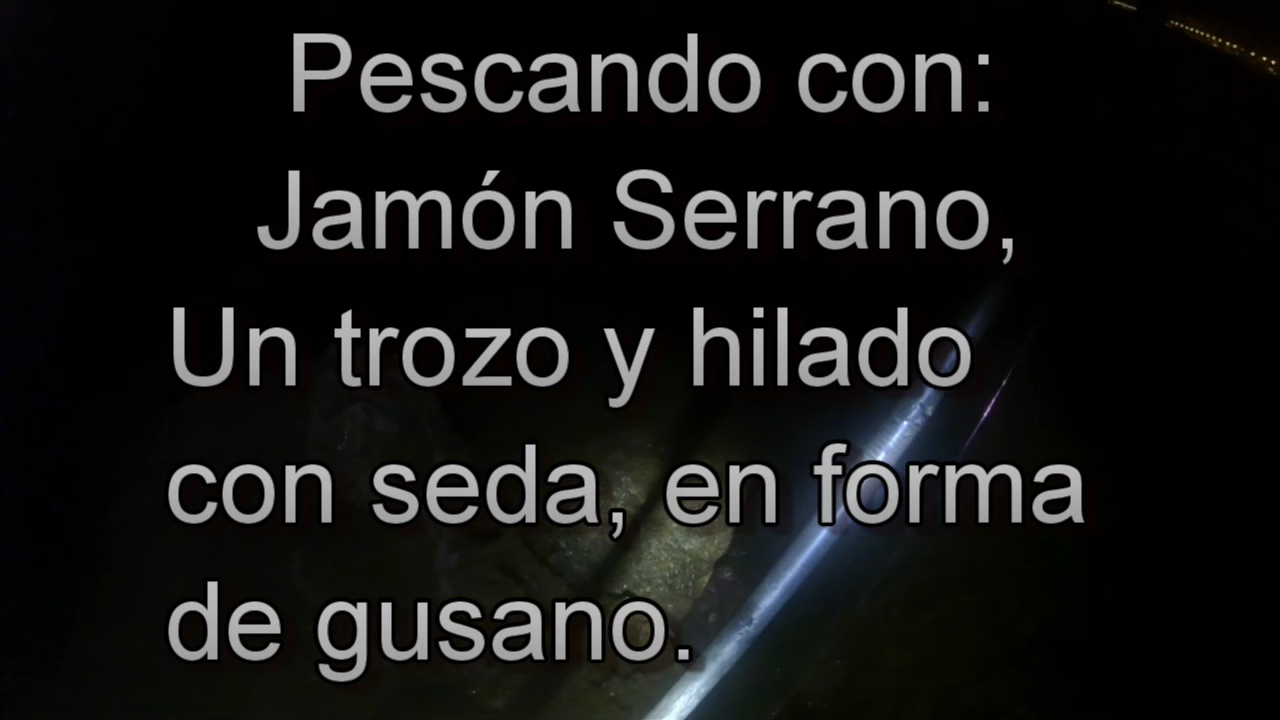 Pescando con:
Jamón Serrano,
Un trozo y hilado
con seda, en forma
de gusano.